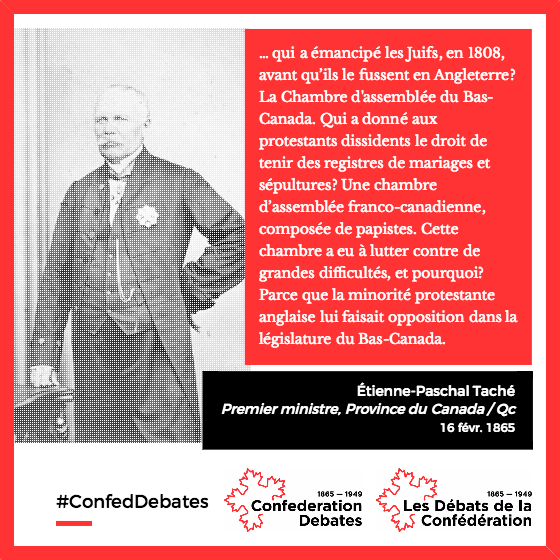 ... qui a émancipé les Juifs, en 1808,
avant qu'ils le fussent en Angleterre?
La Chambre d'assemblée du Bas-
Canada. Qui a donné aux
protestants dissidents le droit de
tenir des registres de mariages et
sépultures? Une chambre
d'assemblée franco-canadienne,
composée de papistes. Cette
chambre a eu à lutter contre de
grandes difficultés, et pourquoi?
Parce que la minorité protestante
anglaise lui faisait opposition dans la
législature du Bas-Canada.
Étienne-Paschal Taché
Premier ministre, Province du Canada / Qc
16 févr. 1865
#ConfedDebates
1865 — 1949
Confederation
Debates
1865 — 1949
Les Débats de la
Confédération